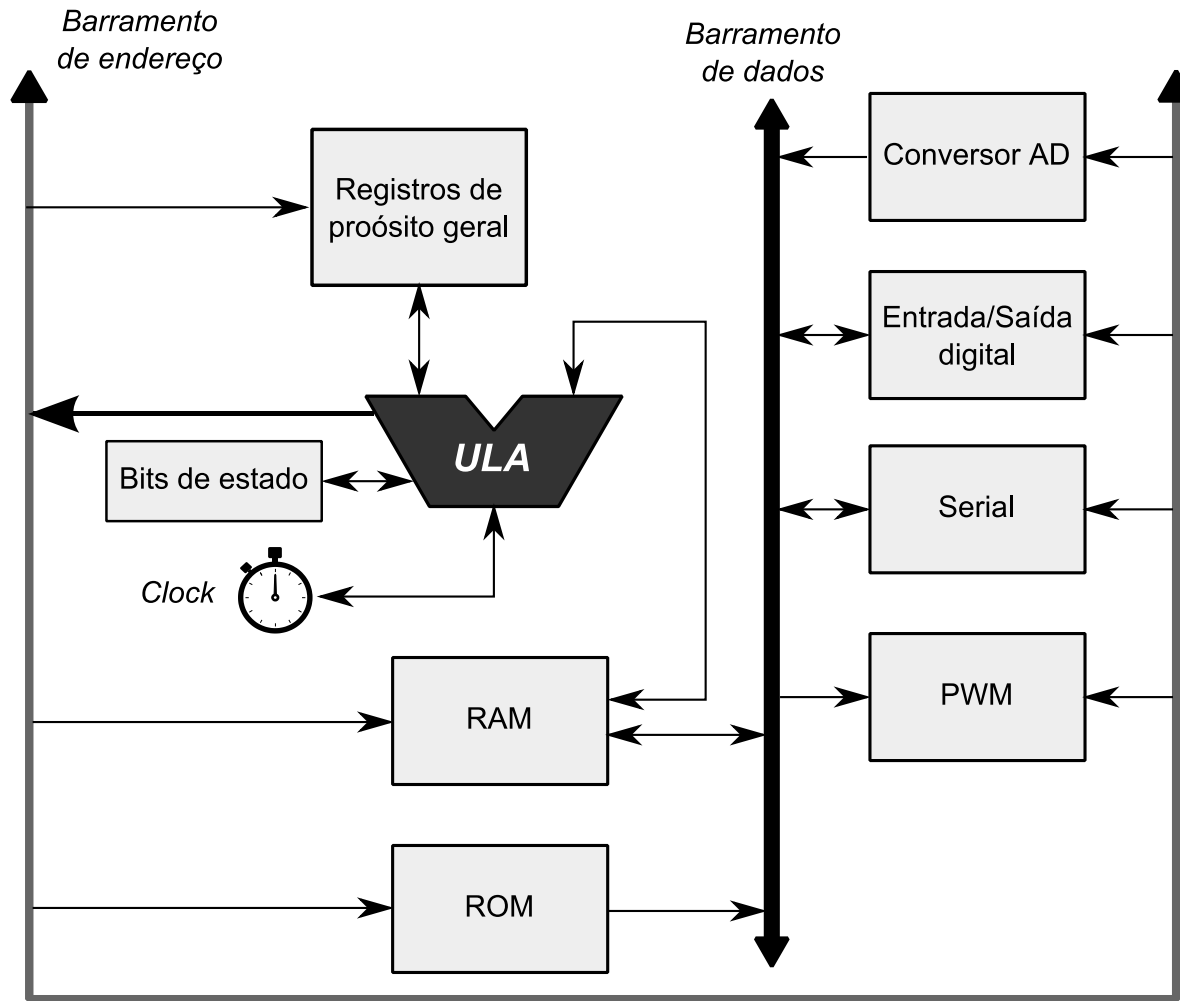 Barramento
de endereço
Barramento
de dados
Conversor AD
Registros de
proósito geral
Entrada/Saída
digital
ULA
Bits de estado
Serial
Clock
RAM
PWM
ROM